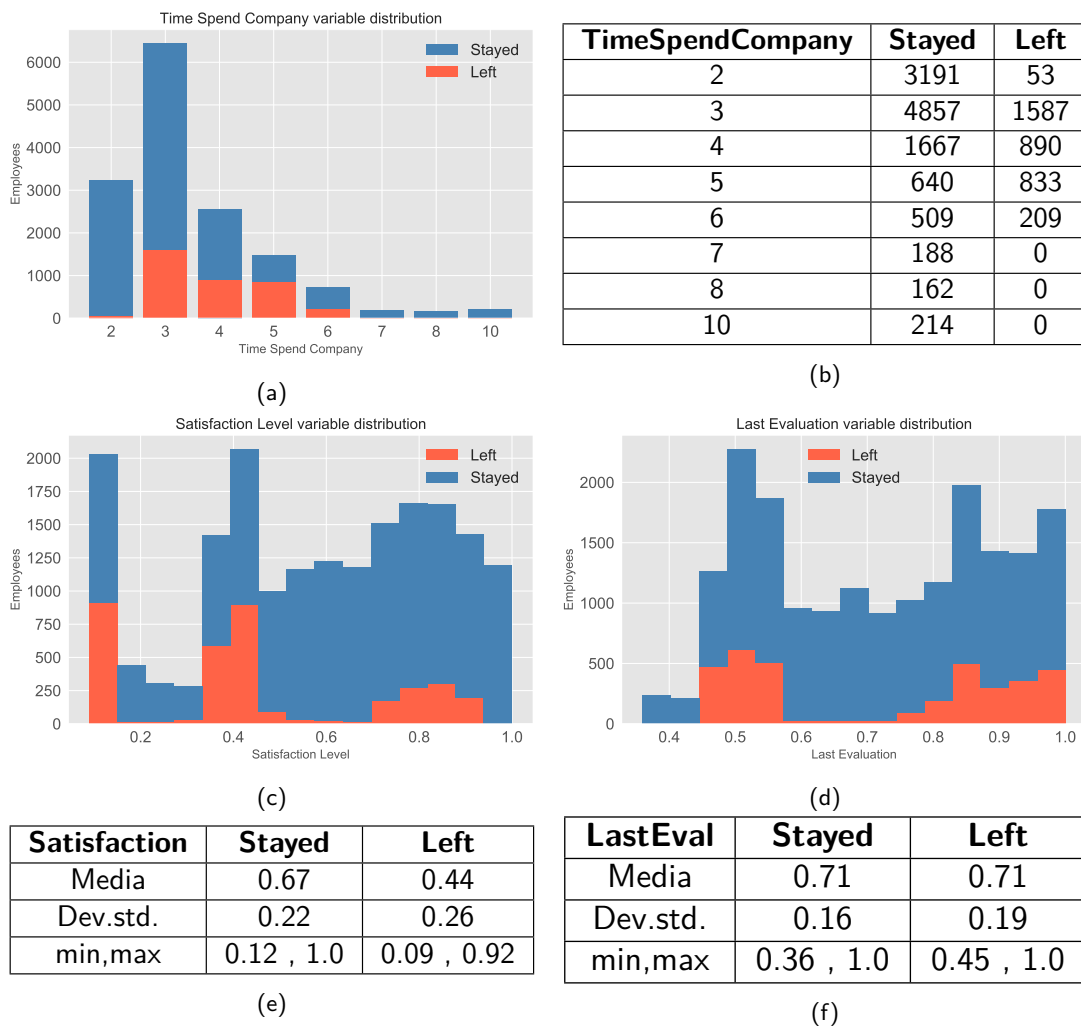 Time Spend Company variable distribution
Stayed
Left
Employees
6000
5000
4000
3000
2000
1000
0
2 3 4 5 6 7 8 10
Time Spend Company
(a)
TimeSpendCompany Stayed Left
2 3191 53
3 4857 1587
4 1667 890
5 640 833
6 509 209
7 188 0
8 162 0
10 214 0
(b)
Satisfaction Level variable distribution
Left
Stayed
Employees
2000
1750
1500
1250
1000
750
500
250
0
0.2 0.4 0.6 0.8 1.0
Satisfaction Level
(c)
Last Evaluation variable distribution
Left
Stayed
Employees
2000
1500
1000
500
0
0.4 0.5 0.6 0.7 0.8 0.9 1.0
Last Evaluation
(d)
Satisfaction Stayed Left
Media 0.67 0.44
Dev.std. 0.22 0.26
min,max 0.12 , 1.0 0.09 , 0.92
(e)
LastEval Stayed Left
Media 0.71 0.71
Dev.std. 0.16 0.19
min,max 0.36 , 1.0 0.45 , 1.0
(f)